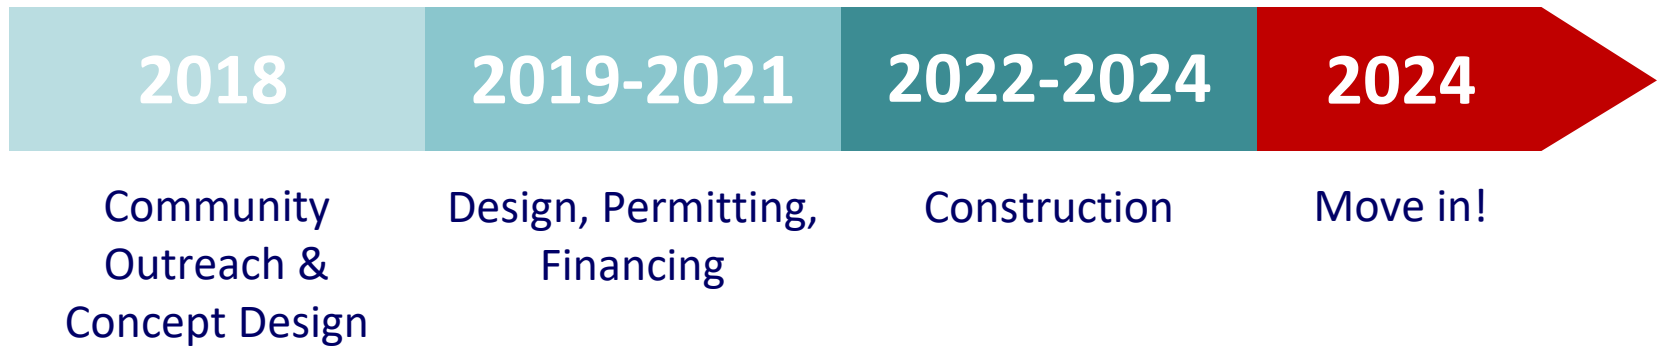 2018
2019-2021
2022-2024
2024
Community
Outreach &
Concept Design
Design, Permitting,
Financing
Construction
Move in!